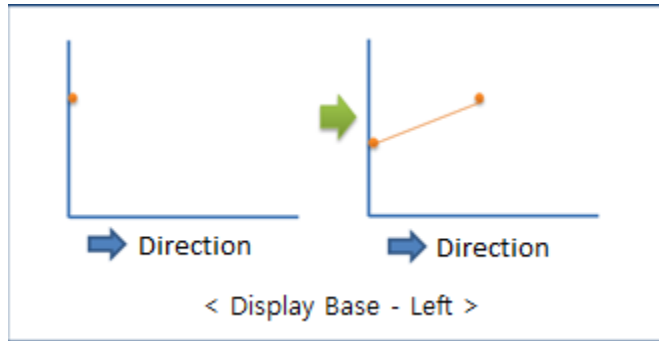 Direction
Direction
< Display Base - Left >